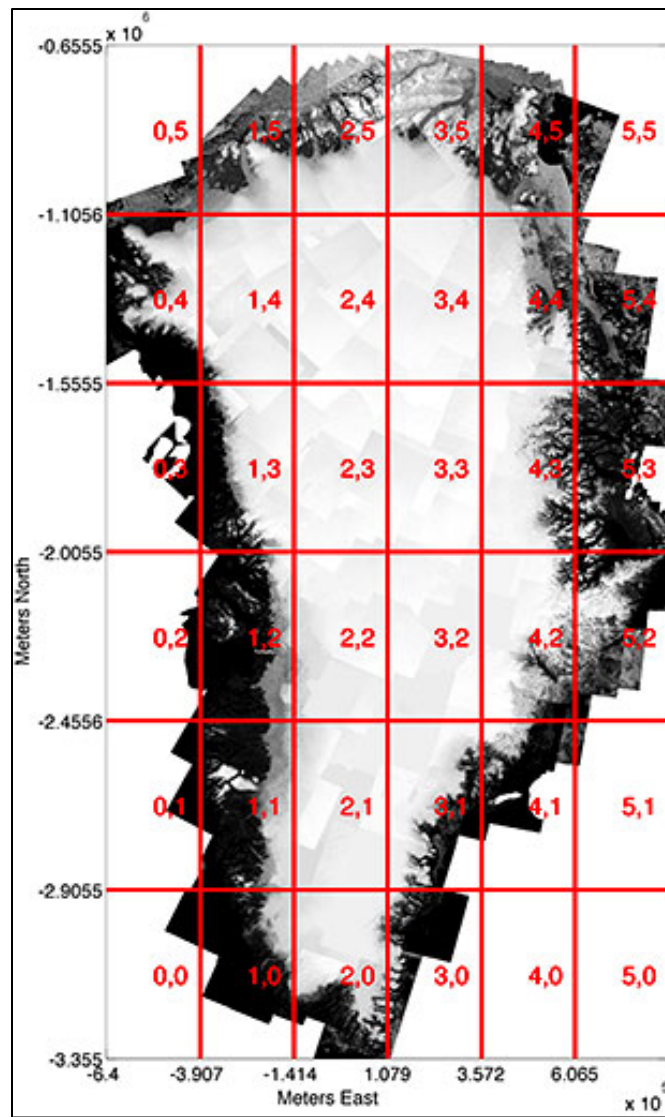 x 10 6
-0.6555
0,5 1,5 2,5 3,5 4,5 5,5
-1.1056
0,4 1,4 2,4 3,4 4,4 5,4
-1.5555
0,3 1,3 2,3 3,3 4,3 5,3
-2.0055
Meters North
0,2 1,2 2,2 3,2 4,2 5,2
-2.4556
0,1 1,1 2,1 3,1 4,1 5,1
-2.9055
0,0 1,0 2,0 3,0 4,0 5,0
-3.355
-6.4 -3.907 -1.414 1.079 3.572 6.065
Meters East
x 10